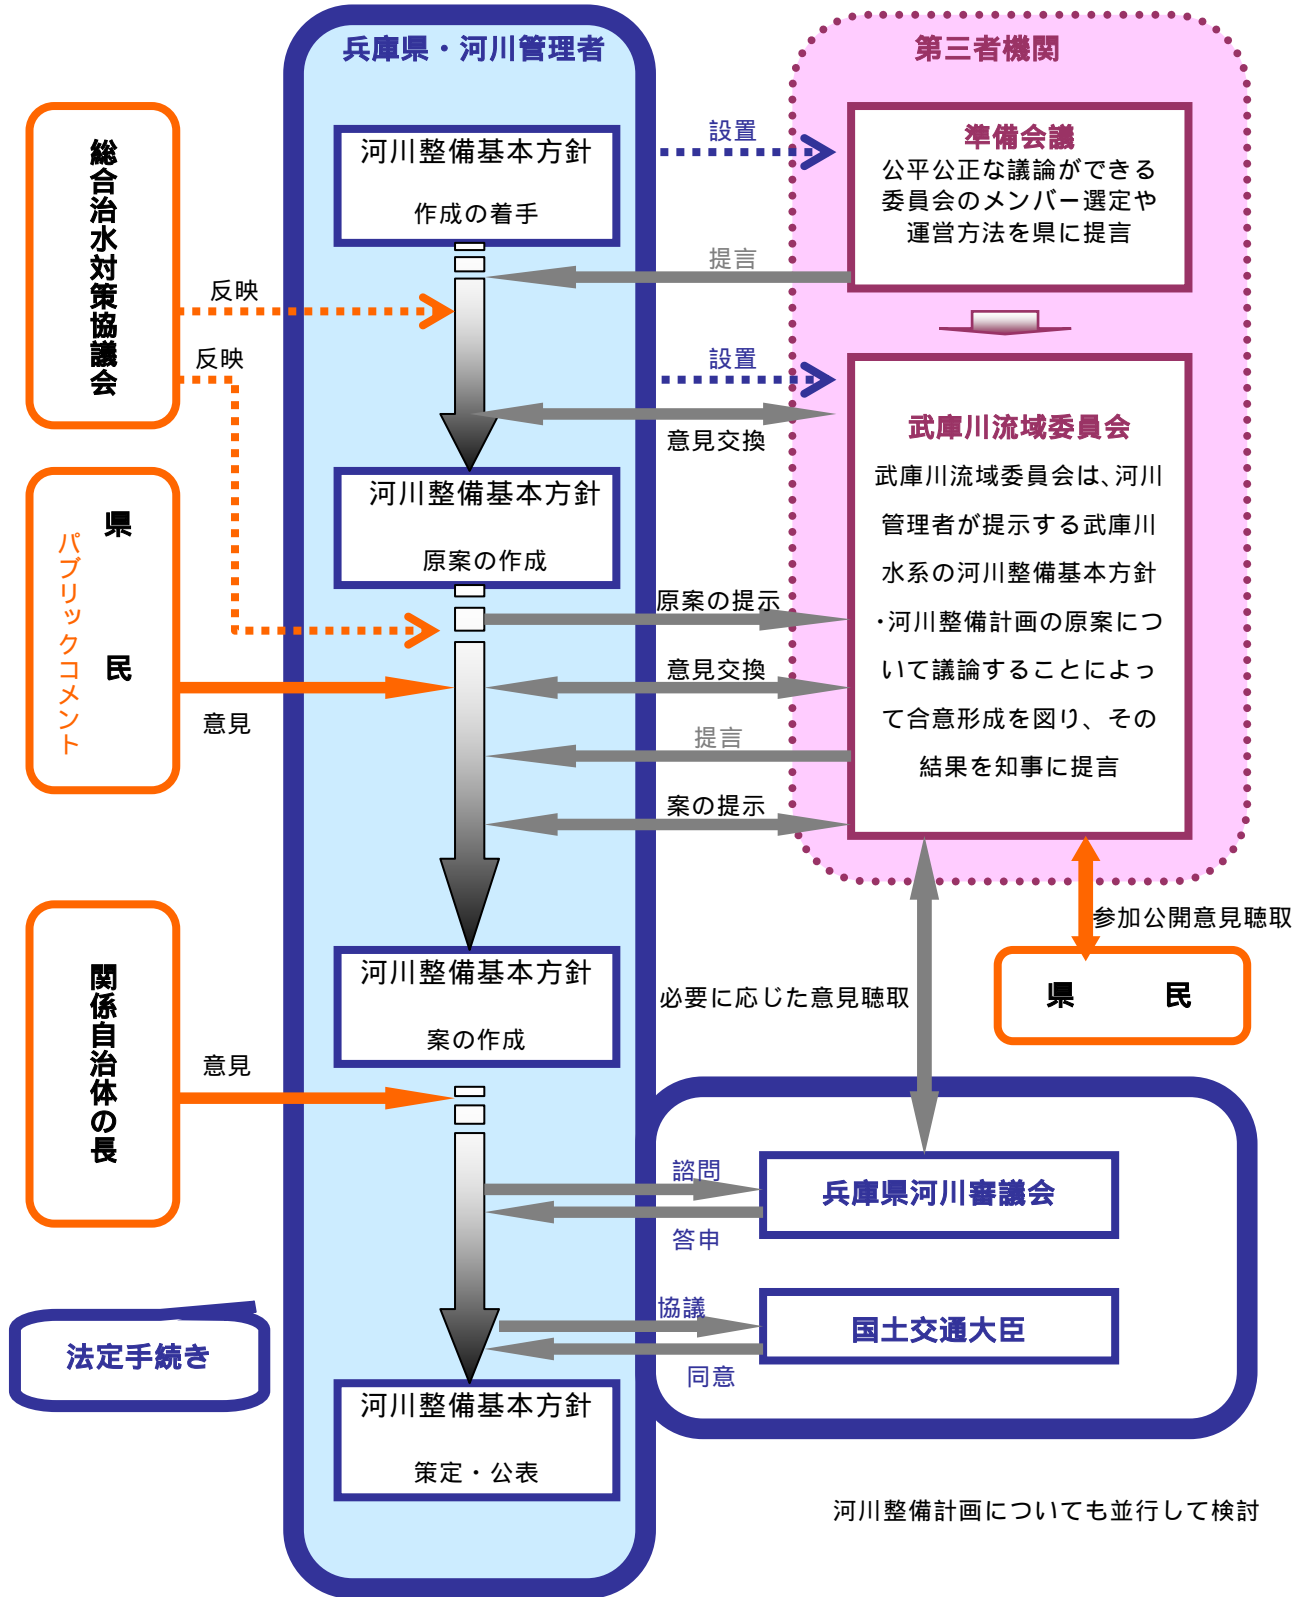 兵庫県・河川管理者
第三者機関
総合治水対策協議会
河川整備基本方針
作成の着手
設置
準備会議
公平公正な議論ができる
委員会のメンバー選定や
運営方法を県に提言
提言
反映
反映
設置
意見交換
武庫川流域委員会
武庫川流域委員会は、河川
管理者が提示する武庫川
水系の河川整備基本方針
・河川整備計画の原案につ
いて議論することによっ
て合意形成を図り、その
結果を知事に提言
県 民
パブリックコメント
河川整備基本方針
原案の作成
原案の提示
意見交換
意見
提言
案の提示
参加公開意見聴取
県 民
必要に応じた意見聴取
関係自治体の長
河川整備基本方針
案の作成
意見
諮問
兵庫県河川審議会
答申
協議
国土交通大臣
同意
法定手続き
河川整備基本方針
策定・公表
河川整備計画についても並行して検討